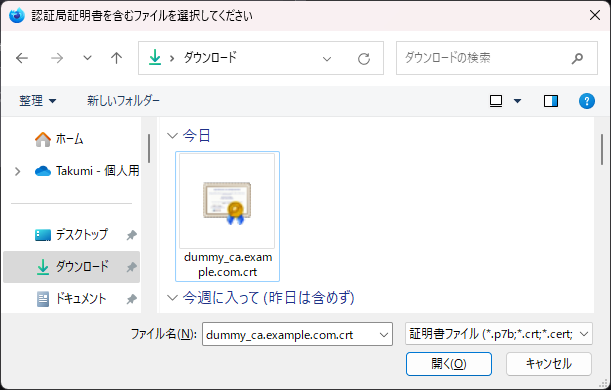 認証局証明書を含むファイルを選択してください
ダウンロード
ダウンロードの検索
整理
新しいフォルダー
ホーム
Takumi - 個人用
デスクトップ
ダウンロード
ドキュメント
今日
dummy_ca.exam
ple.com.crt
今週に入って (昨日は含めず)
ファイル名(N):
dummy_ca.example.com.crt
証明書ファイル (*.p7b;*.crt;*.cert;
開く(O)
キャンセル